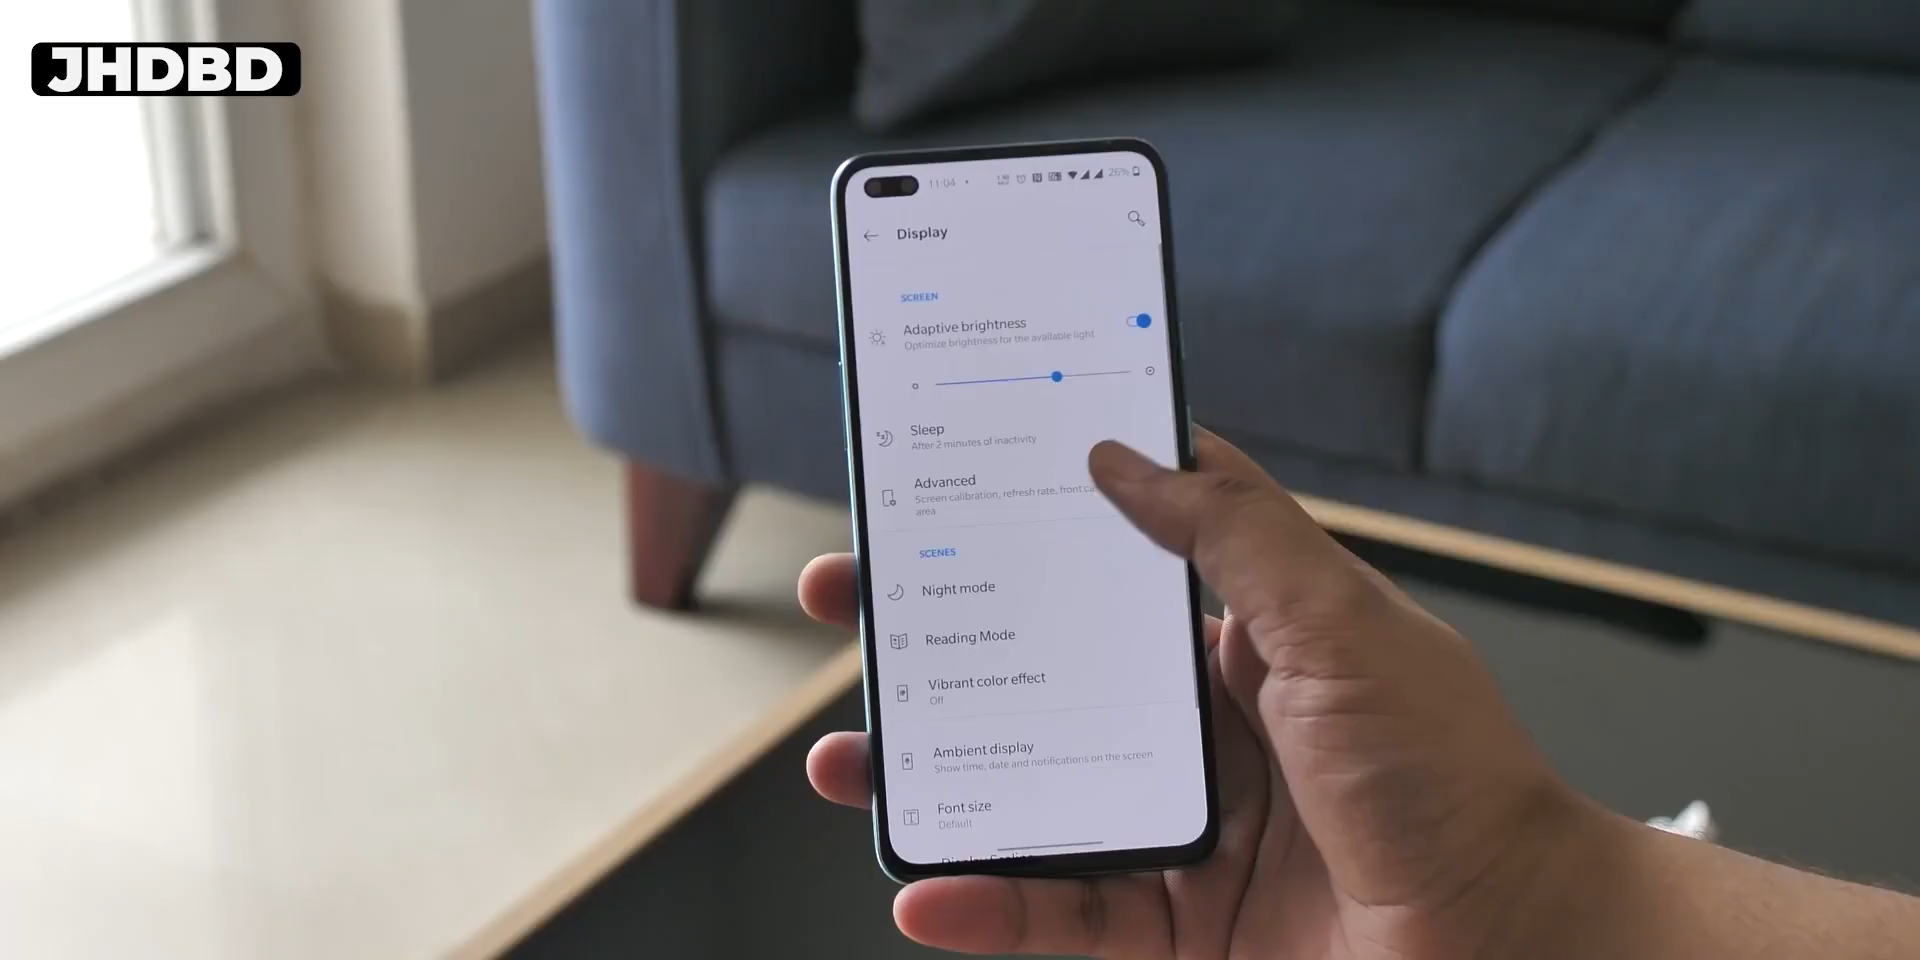 JHDBD
11:04
26%
Display
SCREEN
Adaptive brightness
Optimize brightness for the available light
Sleep
After 2 minutes of inactivity
Advanced
Screen calibration, refresh rate, front
area
SCENES
Night mode
Reading Mode
Vibrant color effect
Off
Ambient display
Show time, date and notifications on the screen
Font size
Default